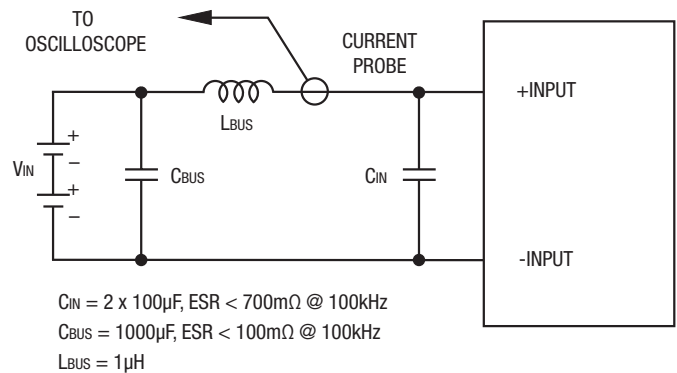 TO
OSCILLOSCOPE
CURRENT
PROBE
+INPUT
LBUS
+
VIN
−
+
−
CBUS
CIN
-INPUT
CIN = 2 x 100µF, ESR < 700mΩ @ 100kHz
CBUS = 1000µF, ESR < 100mΩ @ 100kHz
LBUS = 1µH